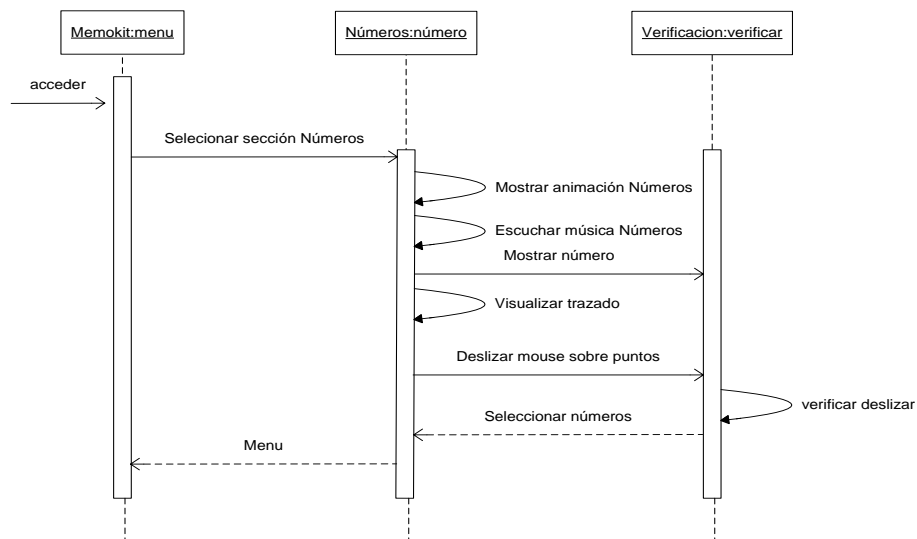 Memokit:menu
Números:número
Verificacion:verificar
acceder
Selecionar sección Números
Mostrar animación Números
Escuchar música Números
Mostrar número
Visualizar trazado
Deslizar mouse sobre puntos
verificar deslizar
Seleccionar números
Menu